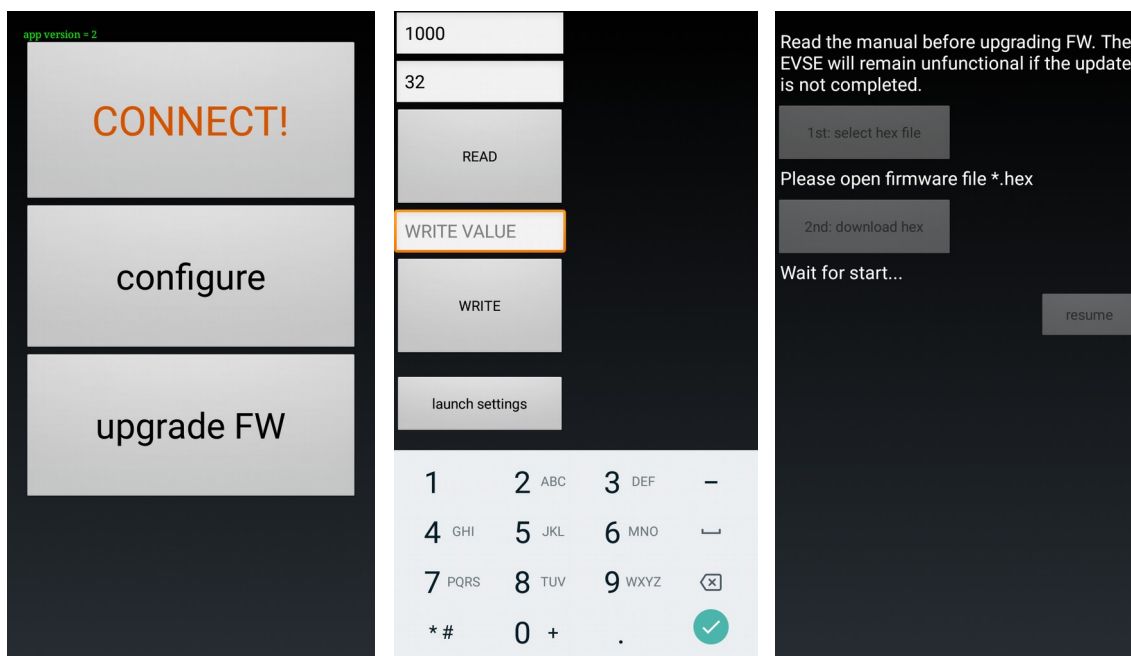 app version = 2
CONNECT!
configure
upgrade FW
1000
32
READ
WRITE VALUE
WRITE
launch settings
1 2 ABC 3 DEF –
4 GHI 5 JKL 6 MNO
7 PQRS 8 TUV 9 WXYZ
* # 0 + .
Read the manual before upgrading FW. The
EVSE will remain unfunctional if the update
is not completed.
1st: select hex file
Please open firmware file *.hex
2nd: download hex
Wait for start...
resume